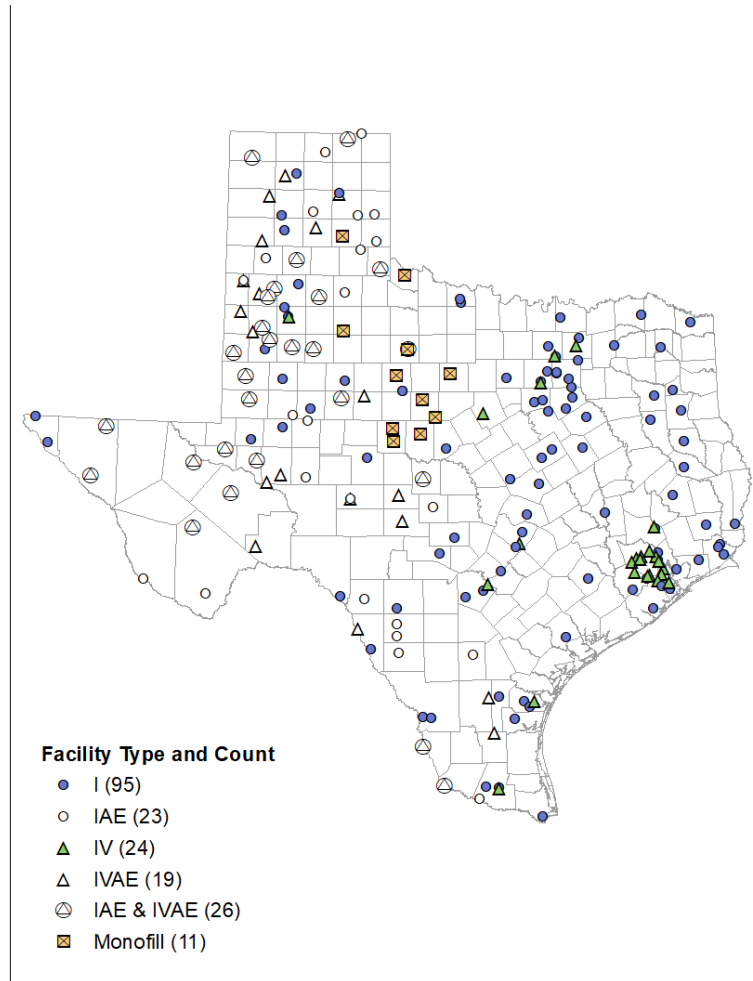 Facility Type and Count
I (95)
IAE (23)
IV (24)
IVAE (19)
IAE & IVAE (26)
Monofill (11)